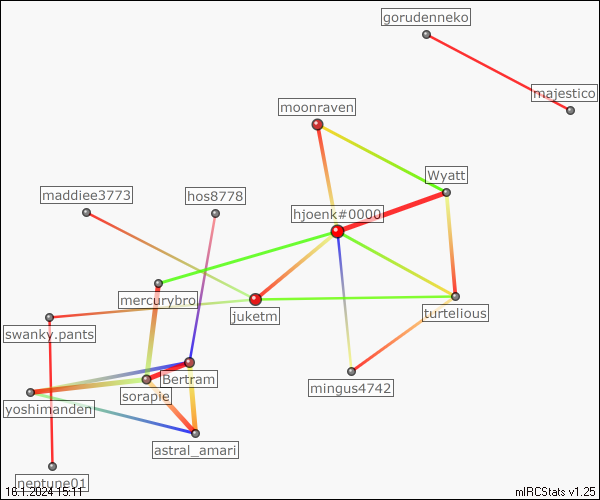 gorudenneko
majestico
moonraven
Wyatt
maddiee3773
hos8778
hjoenk#0000
mercurybro
juketm
turtelious
swanky.pants
Bertram
mingus4742
sorapie
yoshimanden
astral_amari
neptune01
16.1.2024 15:11
mIRCStats v1.25